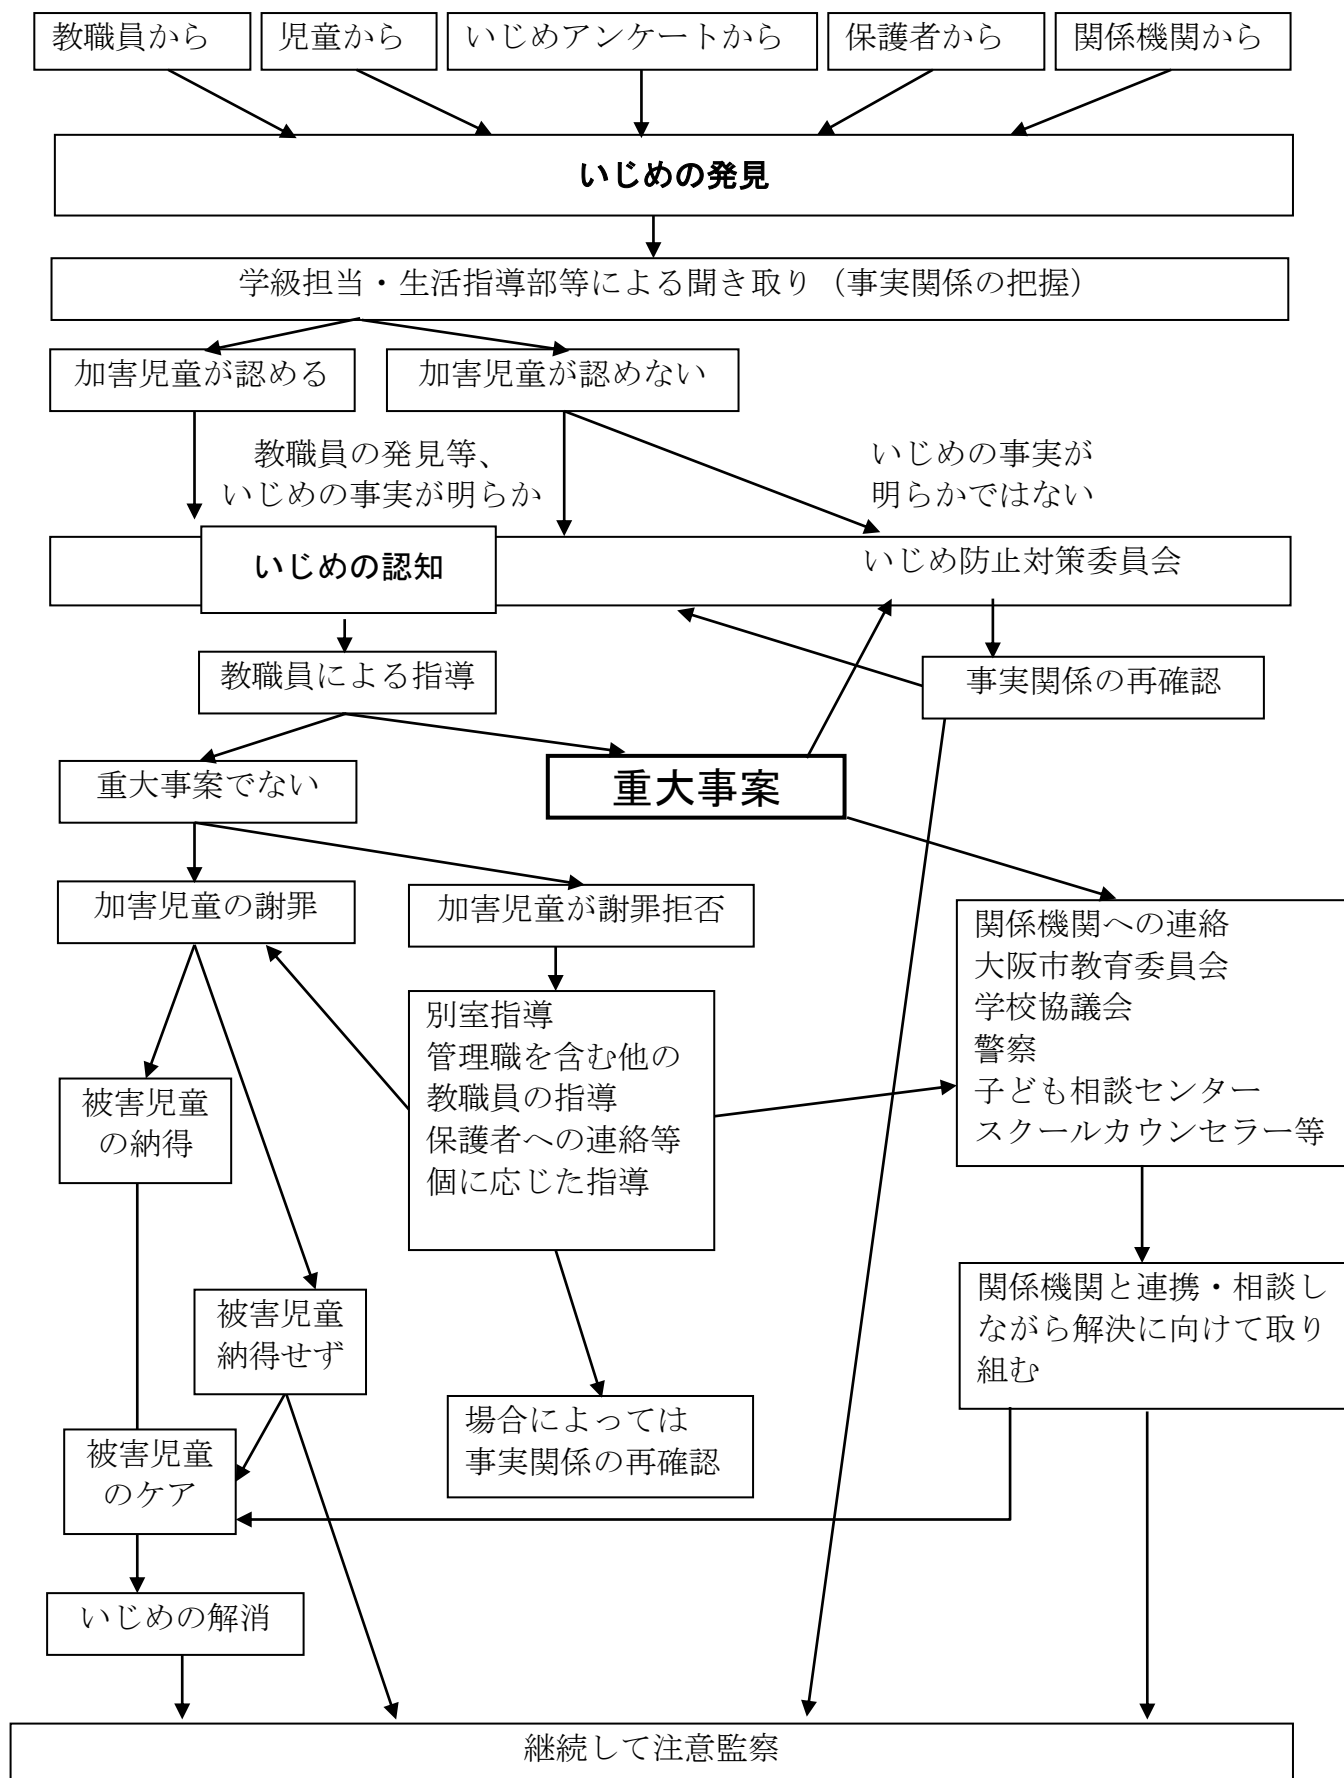 教職員から
児童から
いじめアンケートから
保護者から
関係機関から
いじめの発見
学級担当・生活指導部等による聞き取り（事実関係の把握）
加害児童が認める
加害児童が認めない
教職員の発見等、
いじめの事実が明らか
いじめの事実が
明らかではない
いじめの認知
いじめ防止対策委員会
教職員による指導
事実関係の再確認
重大事案でない
重大事案
加害児童の謝罪
加害児童が謝罪拒否
関係機関への連絡
大阪市教育委員会
学校協議会
警察
子ども相談センター
スクールカウンセラー等
別室指導
管理職を含む他の
教職員の指導
保護者への連絡等
個に応じた指導
被害児童
の納得
被害児童
納得せず
関係機関と連携・相談し
ながら解決に向けて取り
組む
場合によっては
事実関係の再確認
被害児童
のケア
いじめの解消
継続して注意監察